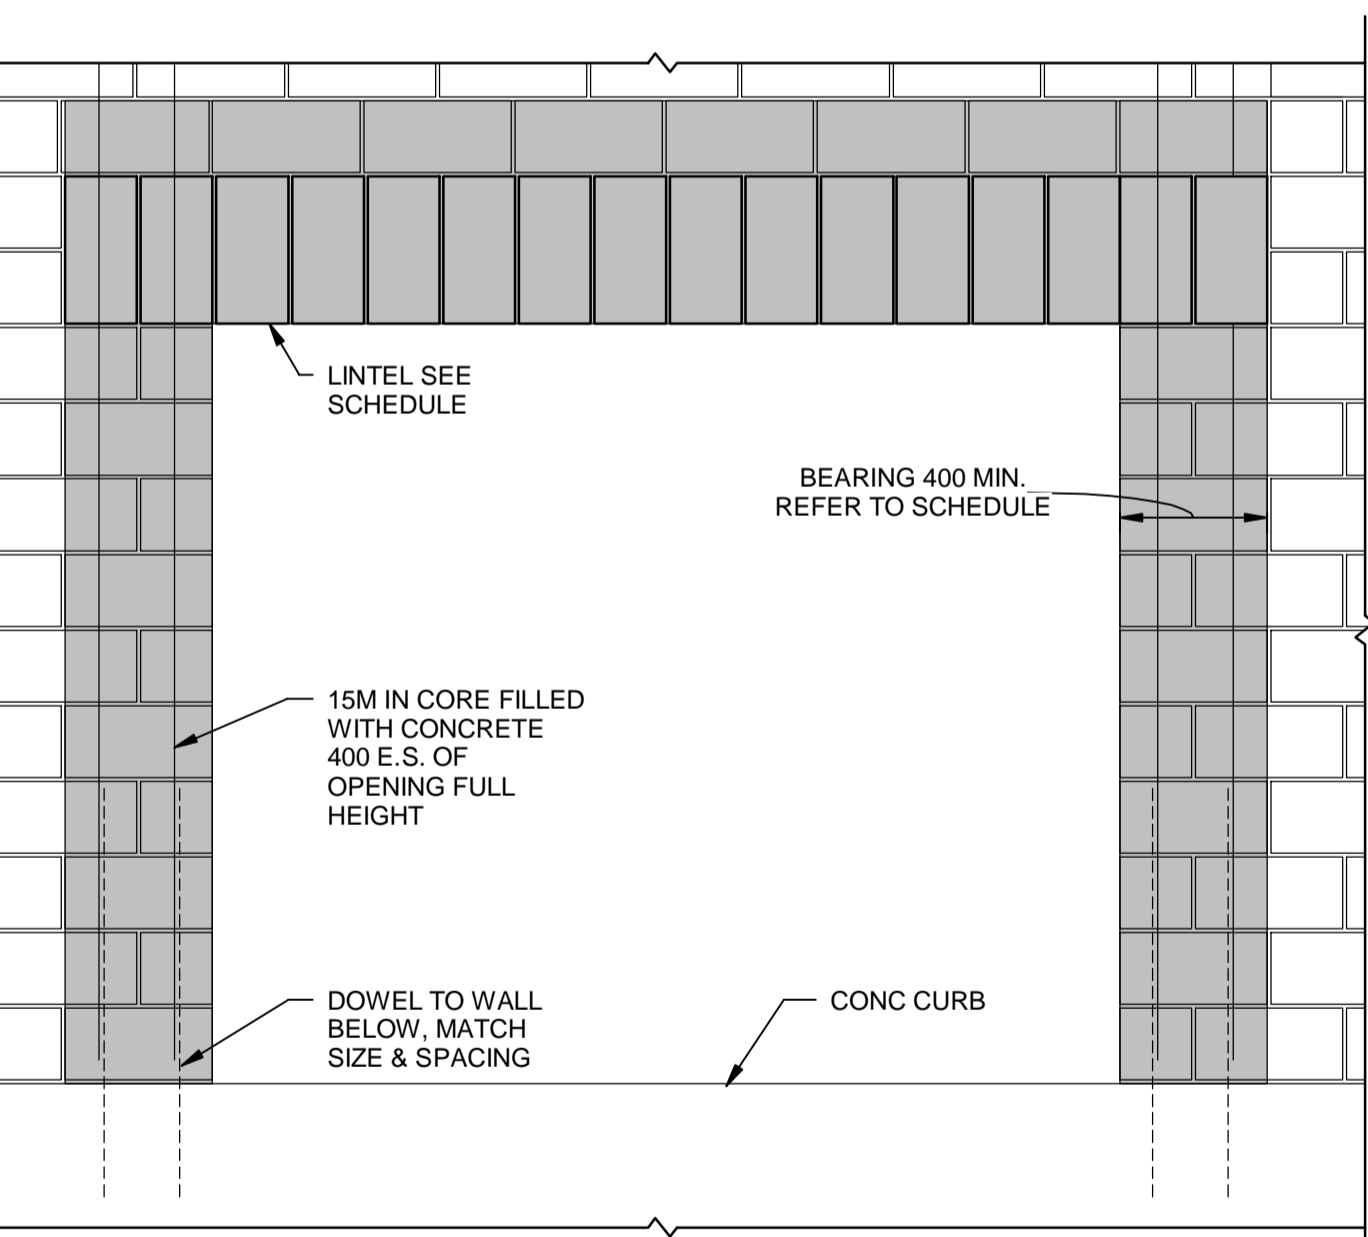 LINTEL SEE
SCHEDULE
BEARING 400 MIN.
REFER TO SCHEDULE
15M IN CORE FILLED
WITH CONCRETE
400 E.S. OF
OPENING FULL
HEIGHT
DOWEL TO WALL
BELOW, MATCH
SIZE & SPACING
CONC CURB